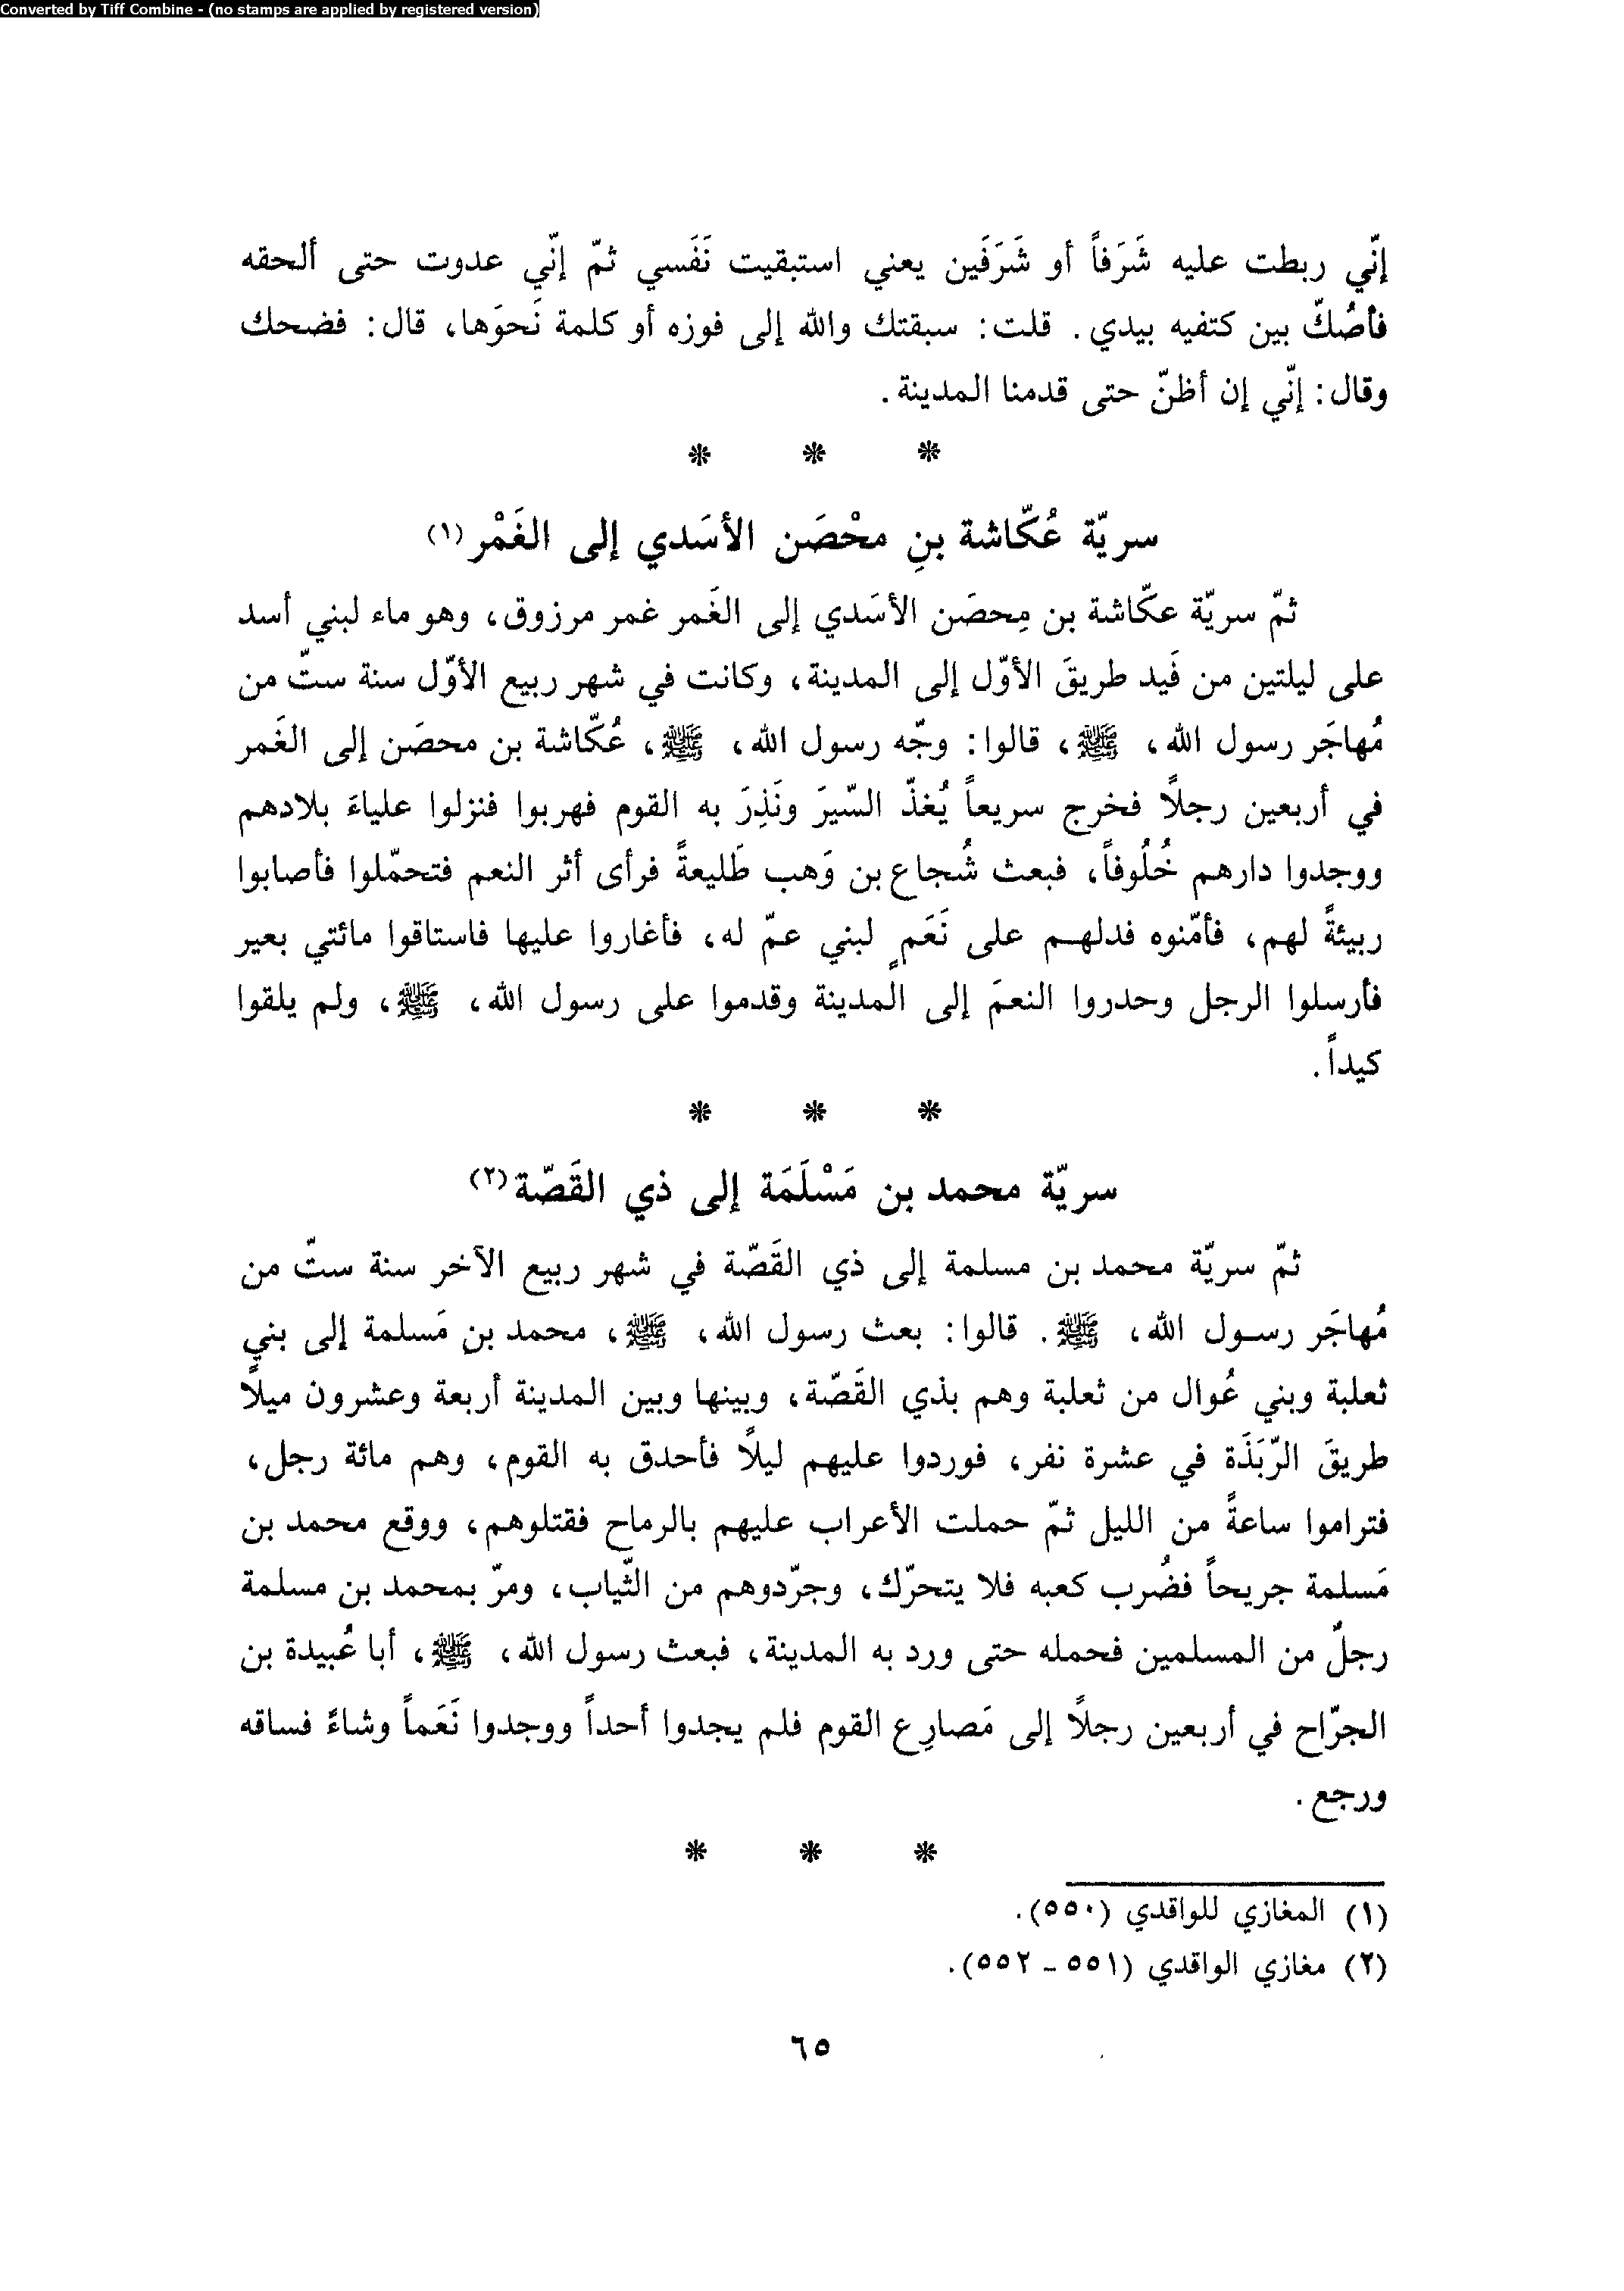 Converted by Tiff Combine - (no stamps are applied by registered version)
إنّي ربطت عليه شَرَفاً أو شَرَفَين يعني استبقيت نَفَسي ثمّ إنّي عدوت حتى ألحقه
فأصُكّ بين كتفيه بيدي. قلت: سبقتك والله إلى فوزه أو كلمة نَحوَها، قال: فضحك
وقال: إنّي إن أظنّ حتى قدمنا المدينة.
* * *
سريّة عُكّاشة بنِ محْصَن الأسَدي إلى الغَمْر (١)
ثمّ سريّة عكّاشة بن مِحصَن الأسَدي إلى الغَمر غمر مرزوق، وهو ماء لبني أسد
على ليلتين من فَيد طريقَ الأوّل إلى المدينة، وكانت في شهر ربيع الأوّل سنة ستّ من
مُهاجَر رسول الله، ﷺ، قالوا: وجّه رسول الله، ﷺ، عُكّاشة بن محصَن إلى الغَمر
في أربعين رجلًا فخرج سريعاً يُغذّ السّيرَ ونَذِرَ به القوم فهربوا فنزلوا علياءَ بلادهم
ووجدوا دارهم خُلُوفاً، فبعث شُجاع بن وَهب طَليعةً فرأى أثر النعم فتحمّلوا فأصابوا
ربيئةً لهم، فأمّنوه فدلهم على نَعَمٍ لبني عمّ له، فأغاروا عليها فاستاقوا مائتي بعير
فأرسلوا الرجل وحدروا النعمَ إلى المدينة وقدموا على رسول الله، ﷺ، ولم يلقوا
كيداً.
* * *
سريّة محمد بن مَسْلَمَة إلى ذي القَصّة (٢)
ثمّ سريّة محمد بن مسلمة إلى ذي القَصّة في شهر ربيع الآخر سنة ستّ من
مُهاجَر رسول الله، ﷺ. قالوا: بعث رسول الله، ﷺ، محمد بن مَسلمة إلى بني
ثعلبة وبني عُوال من ثعلبة وهم بذي القَصّة، وبينها وبين المدينة أربعة وعشرون ميلًا
طريقَ الرّبَذَة في عشرة نفر، فوردوا عليهم ليلًا فأحدق به القوم، وهم مائة رجل،
فتراموا ساعةً من الليل ثمّ حملت الأعراب عليهم بالرماح فقتلوهم، ووقع محمد بن
مَسلمة جريحاً فضُرب كعبه فلا يتحرّك، وجرّدوهم من الثّياب، ومرّ بمحمد بن مسلمة
رجلٌ من المسلمين فحمله حتى ورد به المدينة، فبعث رسول الله، ﷺ، أبا عُبيدة بن
الجرّاح في أربعين رجلًا إلى مَصارِع القوم فلم يجدوا أحداً ووجدوا نَعَماً وشاءً فساقه
ورجع.
* * *
(١) المغازي للواقدي (٥٥٠).
(٢) مغازي الواقدي (٥٥١ - ٥٥٢).
٦٥